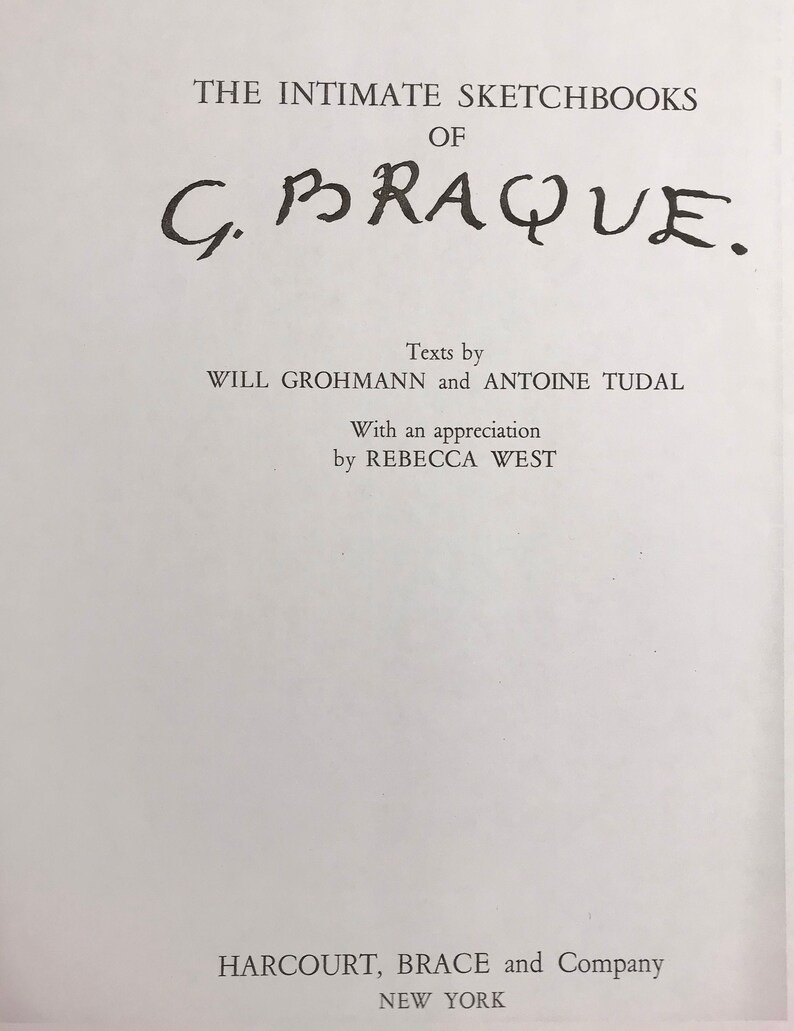 THE INTIMATE SKETCHBOOKS
OF
G. BRAQUE.
Texts by
WILL GROHMANN and ANTOINE TUDAL
With an appreciation
by REBECCA WEST
HARCOURT, BRACE and Company
NEW YORK